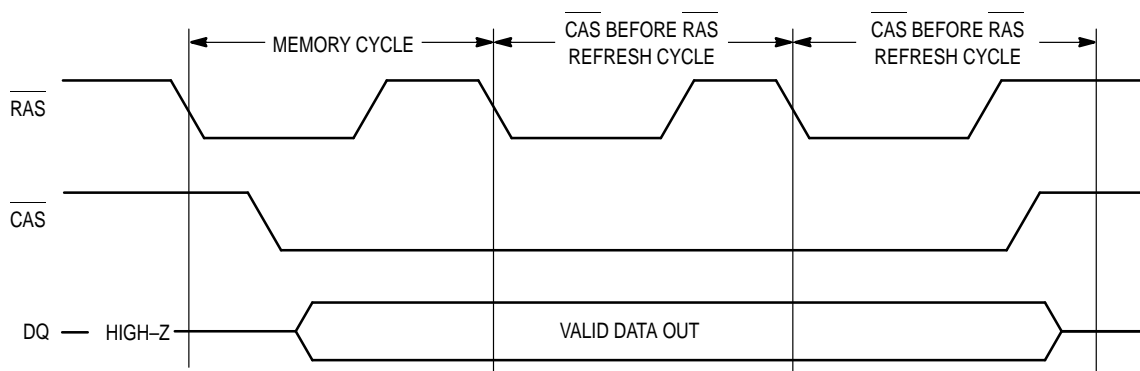 MEMORY CYCLE
CAS BEFORE RAS
REFRESH CYCLE
CAS BEFORE RAS
REFRESH CYCLE
RAS
CAS
DQ
HIGH–Z
VALID DATA OUT